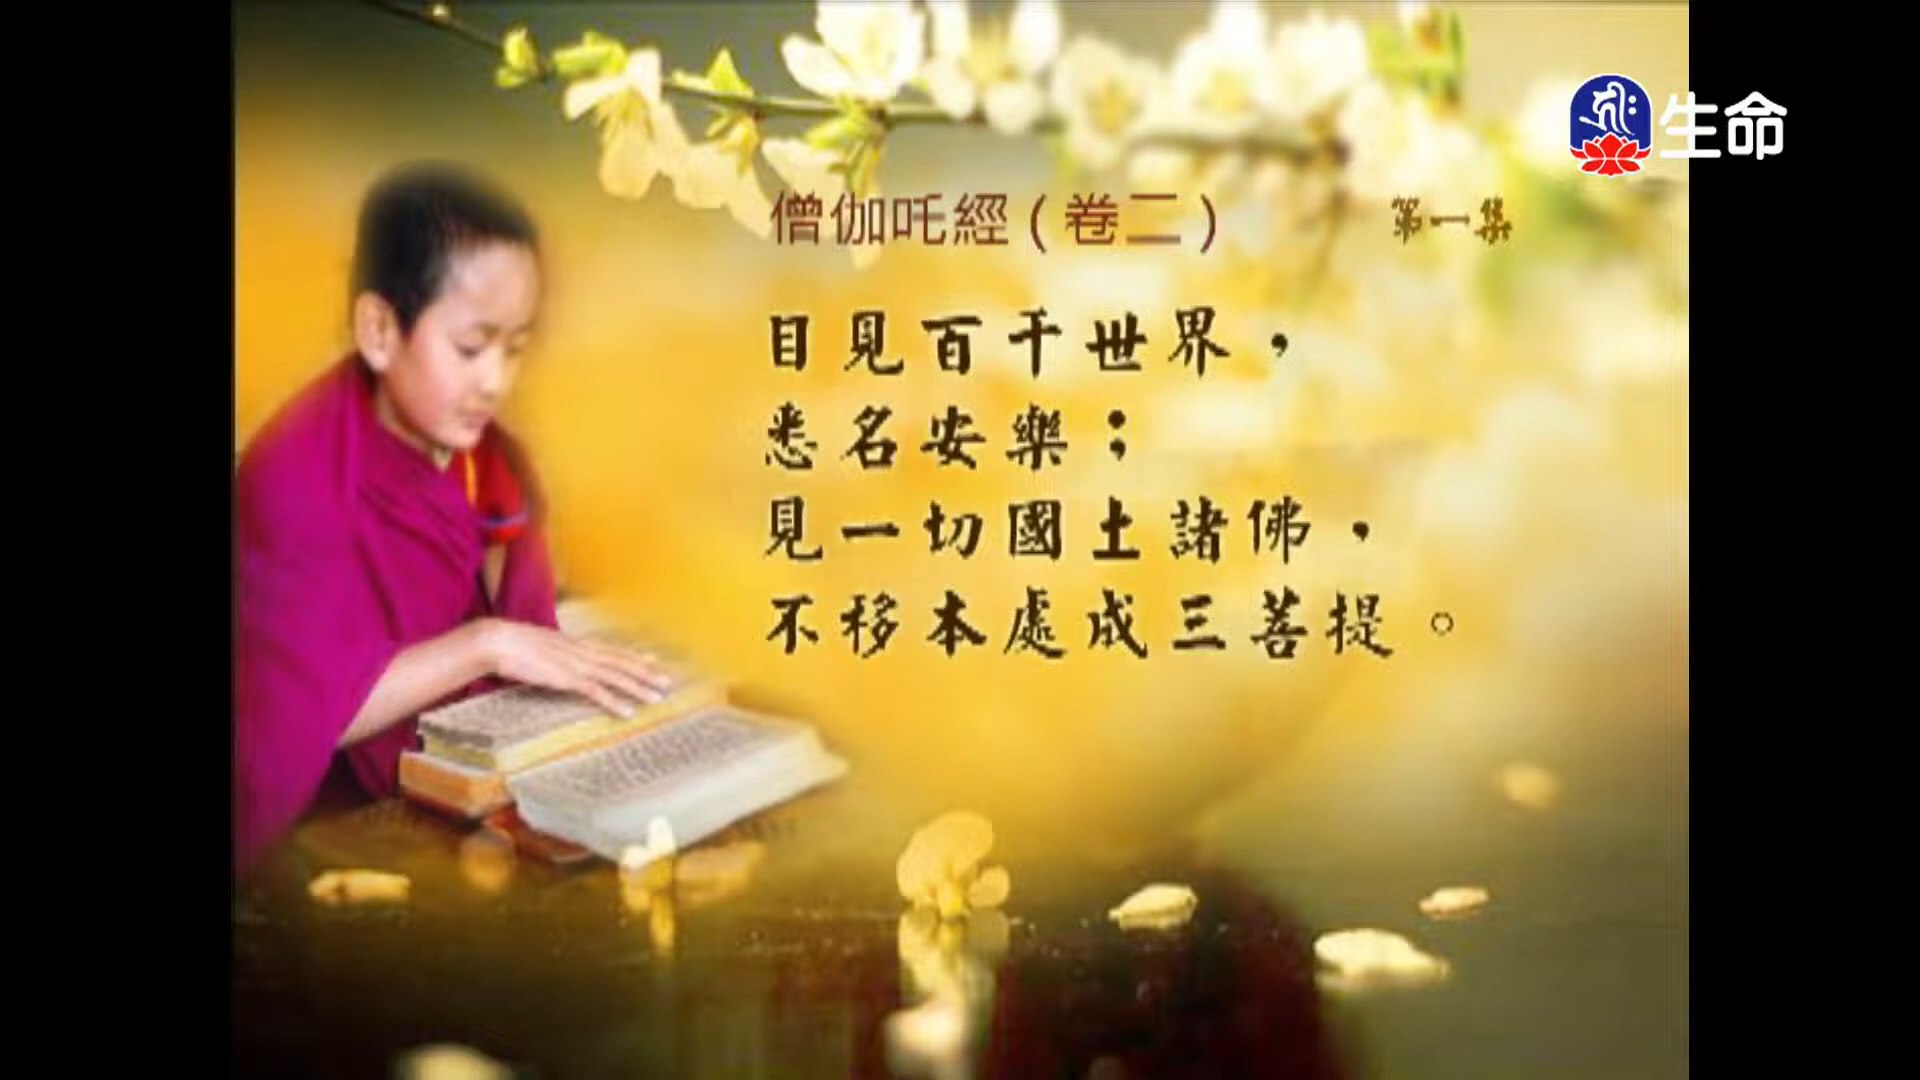 生命
僧伽吒經(卷二) 第一集
目見百千世界，
悉名安樂；
見一切國土諸佛，
不移本處成三菩提。